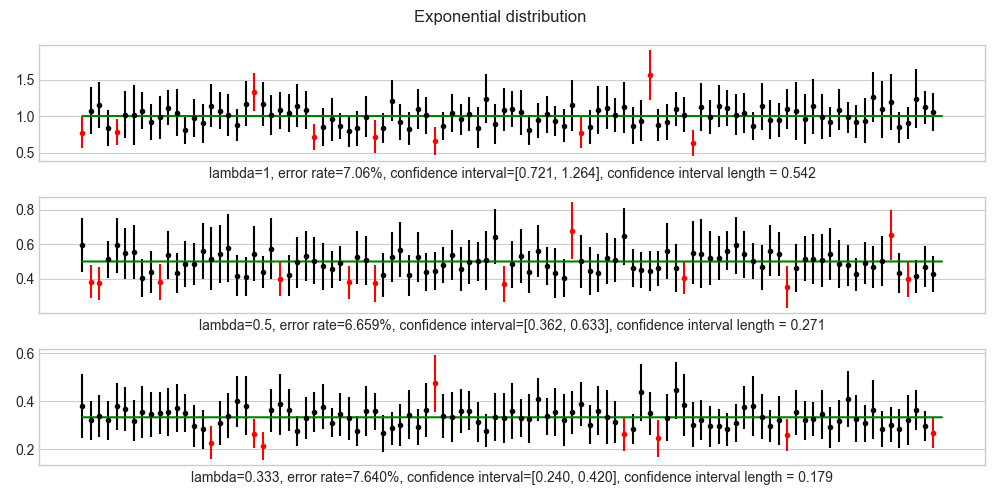 Exponential distribution
1.5
1.0
0.5
lambda=1, error rate=7.06%, confidence interval=[0.721, 1.264], confidence interval length = 0.542
0.8
0.6
0.4
lambda=0.5, error rate=6.659%, confidence interval=[0.362, 0.633], confidence interval length = 0.271
0.6
0.4
0.2
lambda=0.333, error rate=7.640%, confidence interval=[0.240, 0.420], confidence interval length = 0.179